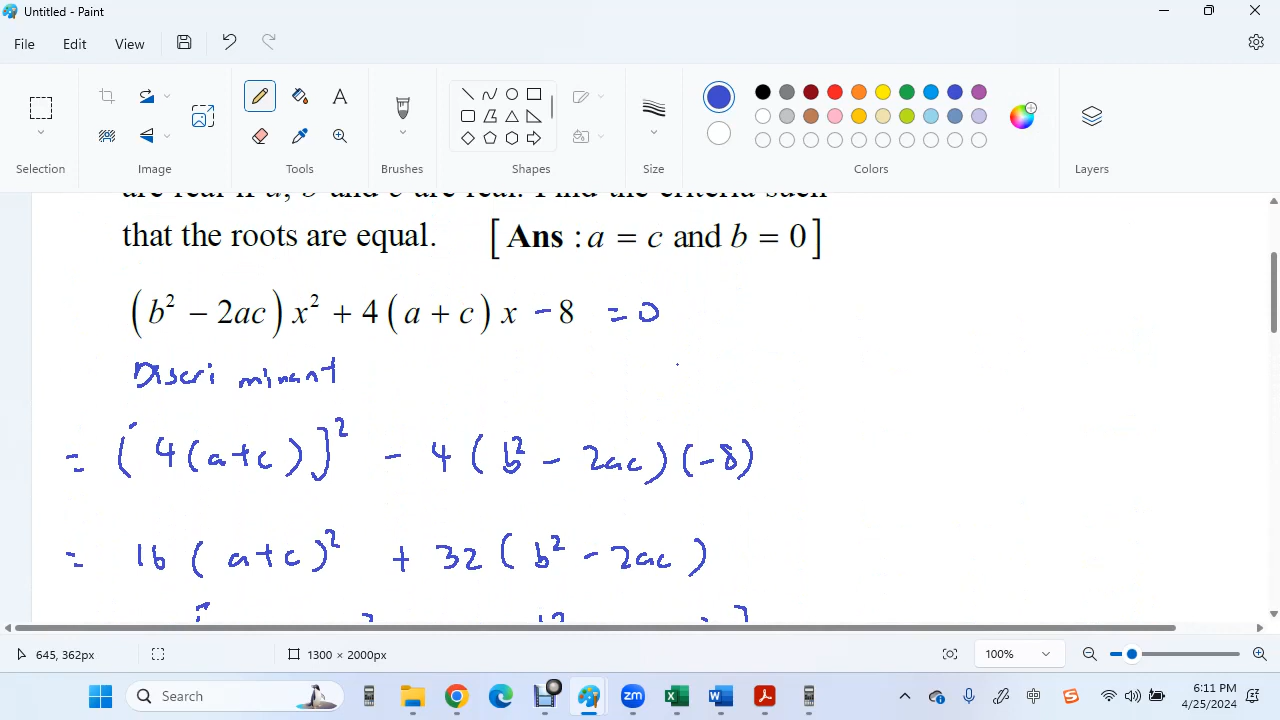 Untitled - Paint
File Edit View
Selection Image Tools Brushes Shapes Size Colors Layers
that the roots are equal. [Ans : a = c and b = 0]
(b² − 2ac) x² + 4 (a + c) x - 8 = 0
Discriminant
= [4(a+c)]² - 4(b² - 2ac)(-8)
= 16(a+c)² + 32(b² - 2ac)
645, 362px 1300 × 2000px 100%
Search 中 S zm 6:11 PM
4/25/2024